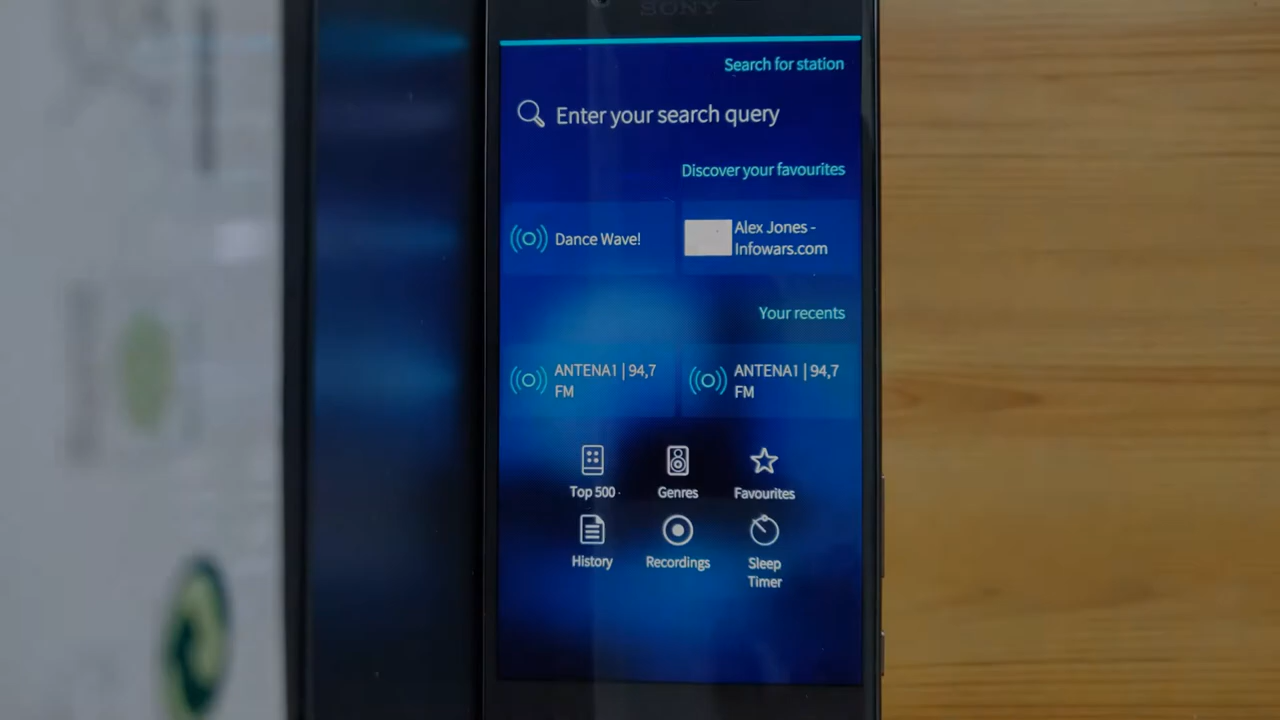 SONY
Search for station
Enter your search query
Discover your favourites
Dance Wave!
Alex Jones -
Infowars.com
Your recents
ANTENA1 | 94,7
FM
ANTENA1 | 94,7
FM
Top 500
Genres
Favourites
History
Recordings
Sleep
Timer